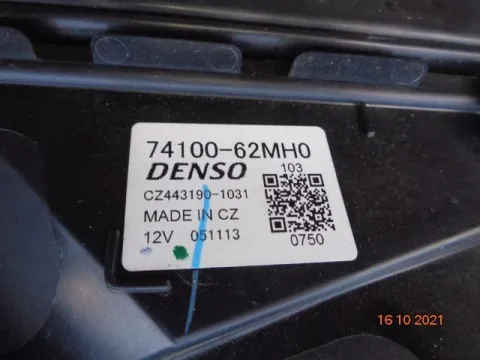 74100-62MH0
DENSO 103
CZ443190-1031
MADE IN CZ
12V 051113 0750
16 10 2021